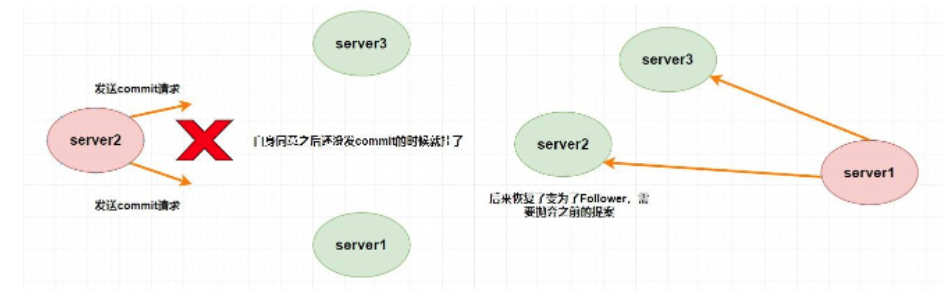 server3
发送commit请求
server2
自身同意之后还没发commit的时候就挂了
发送commit请求
server1
server3
server2
server1
后来恢复了变为了Follower，需
要抛弃之前的提案